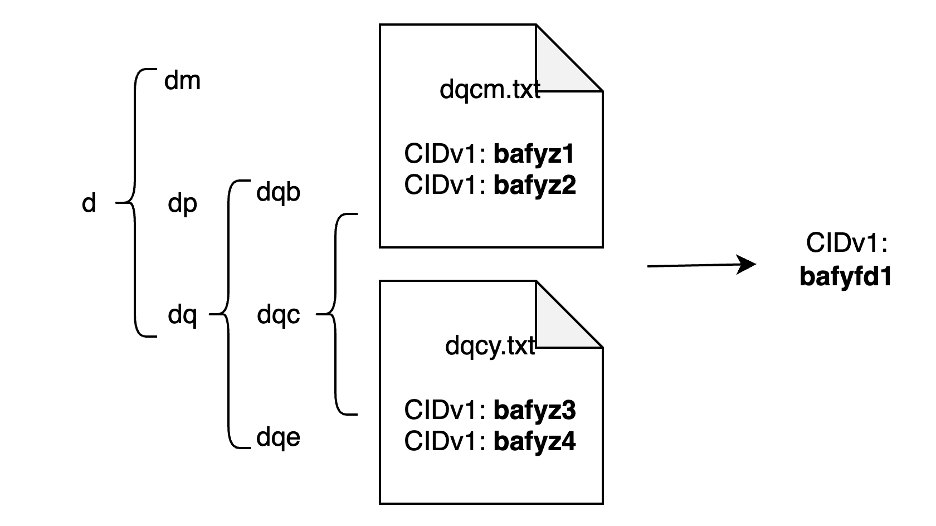 d
dm
dp
dq
dqb
dqc
dqe
dqcm.txt
CIDv1: bafyz1
CIDv1: bafyz2
dqcy.txt
CIDv1: bafyz3
CIDv1: bafyz4
CIDv1:
bafyfd1